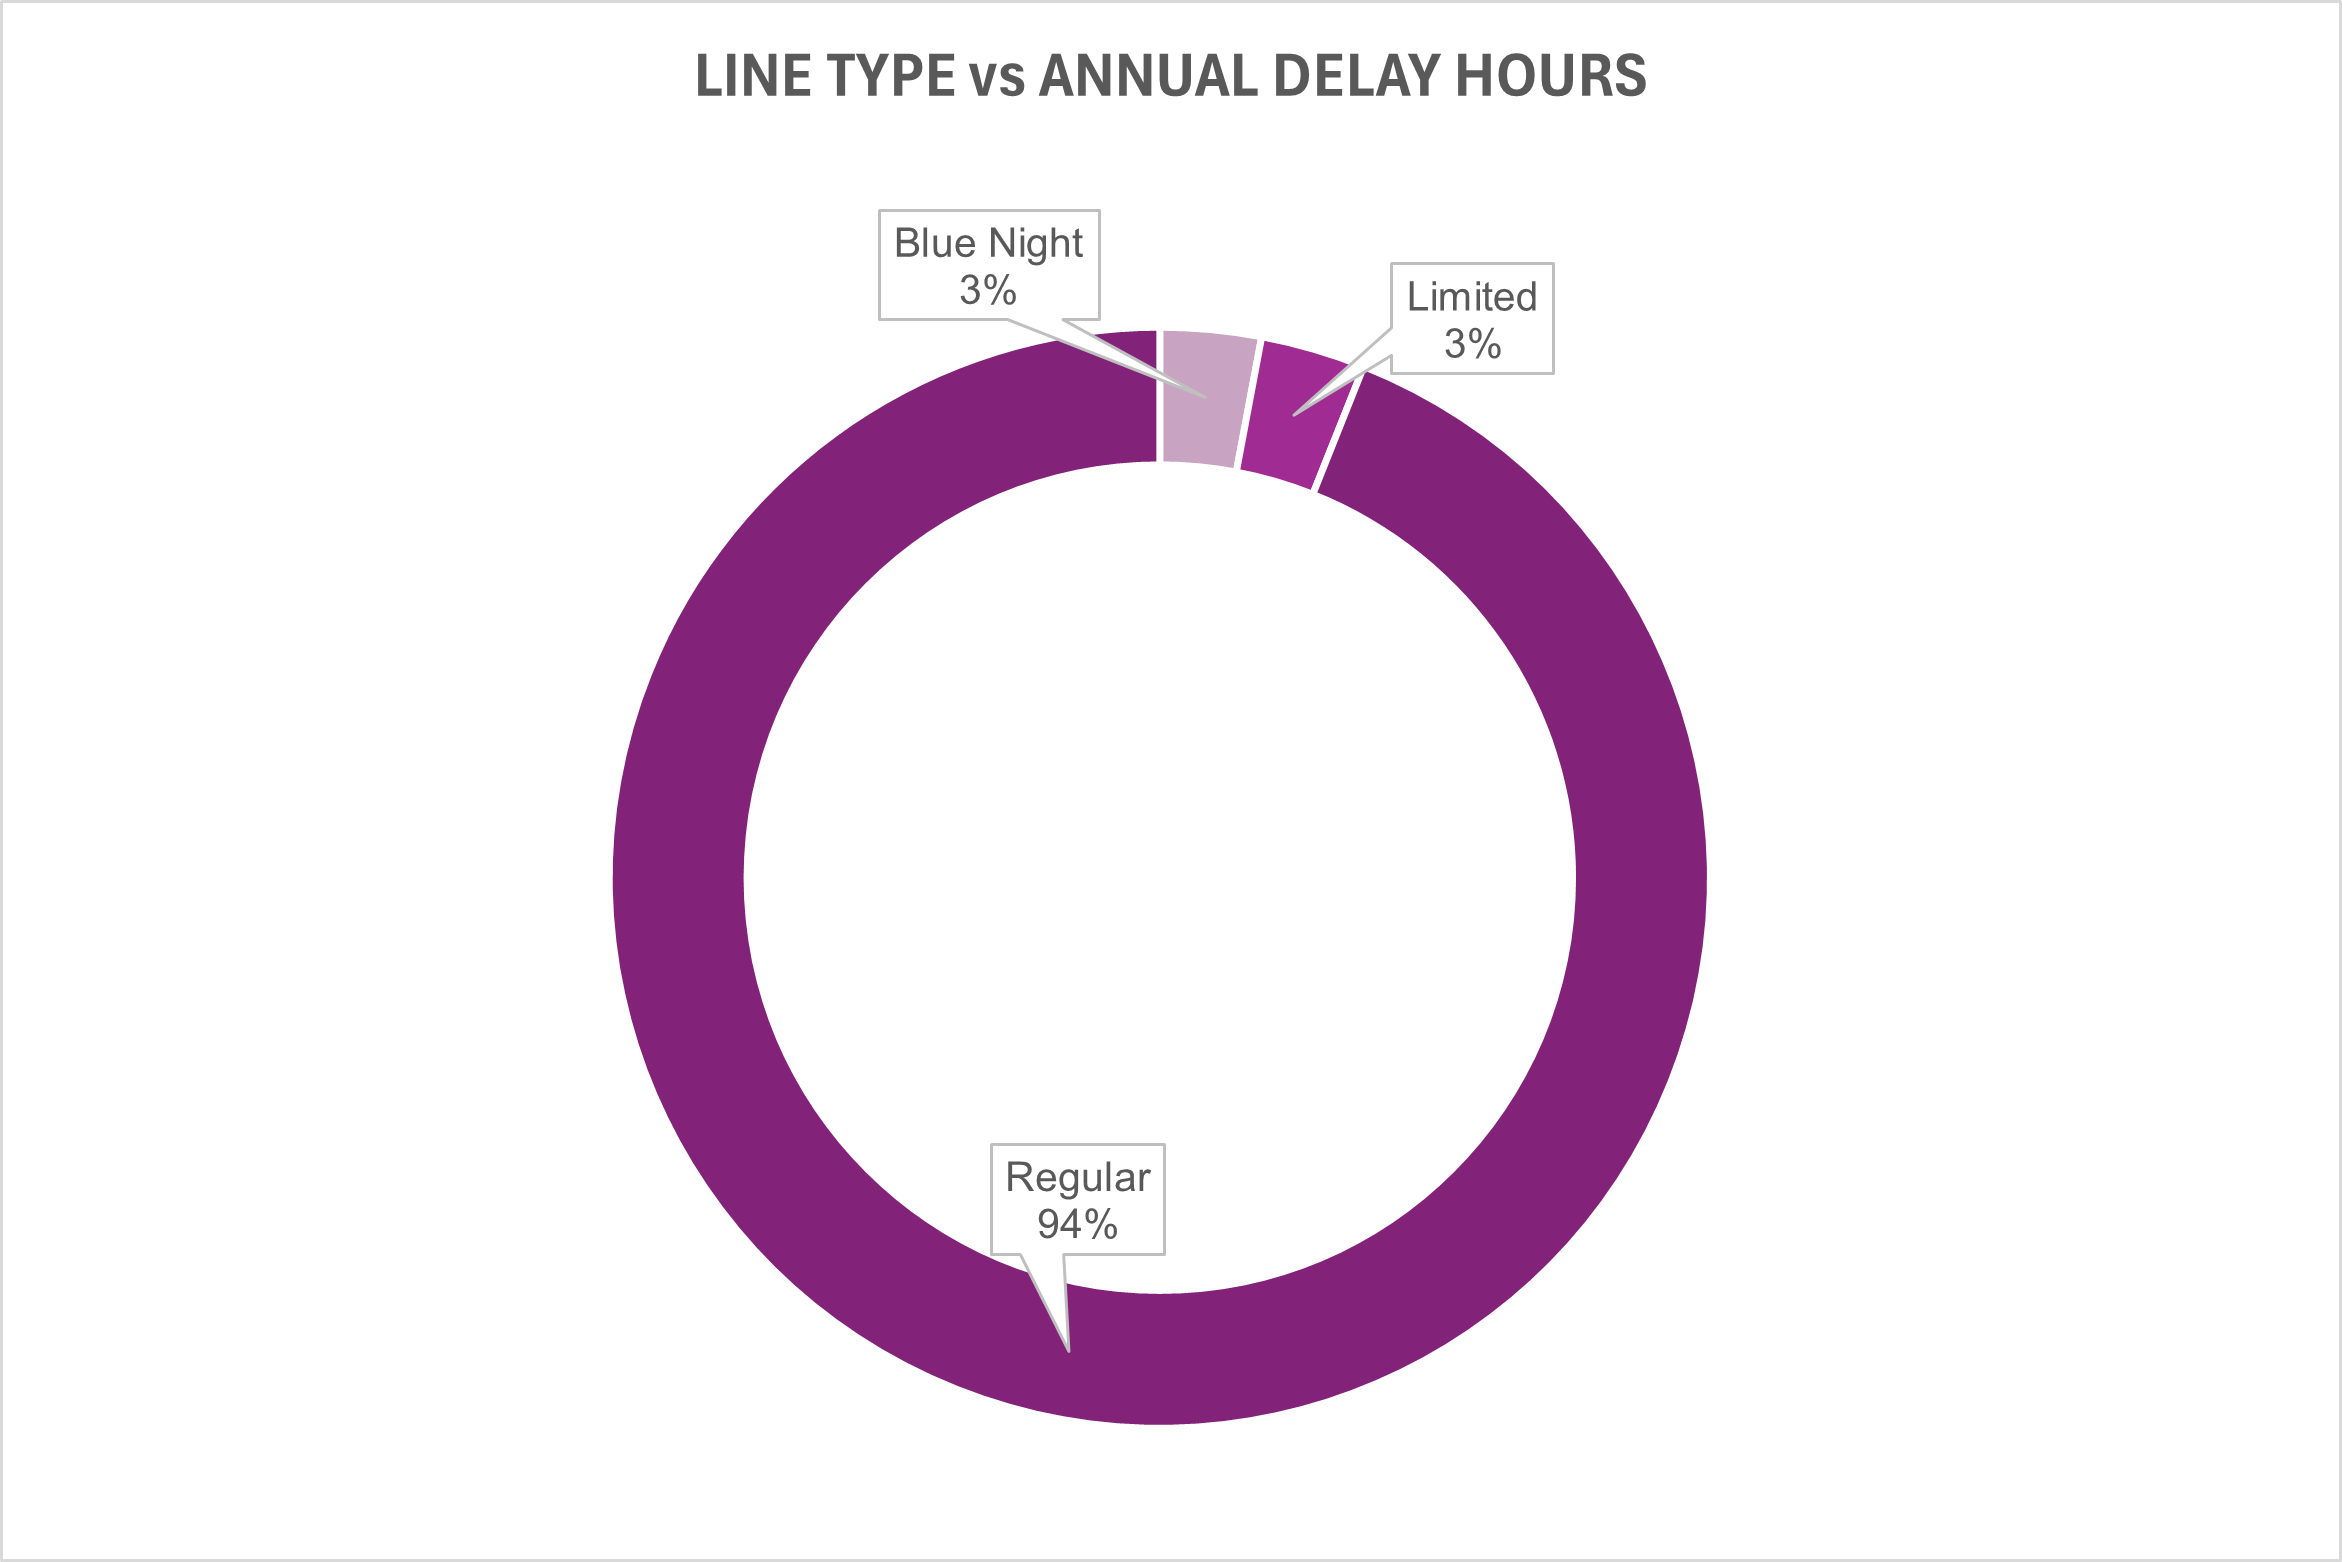 LINE TYPE vs ANNUAL DELAY HOURS
Blue Night
3%
Limited
3%
Regular
94%